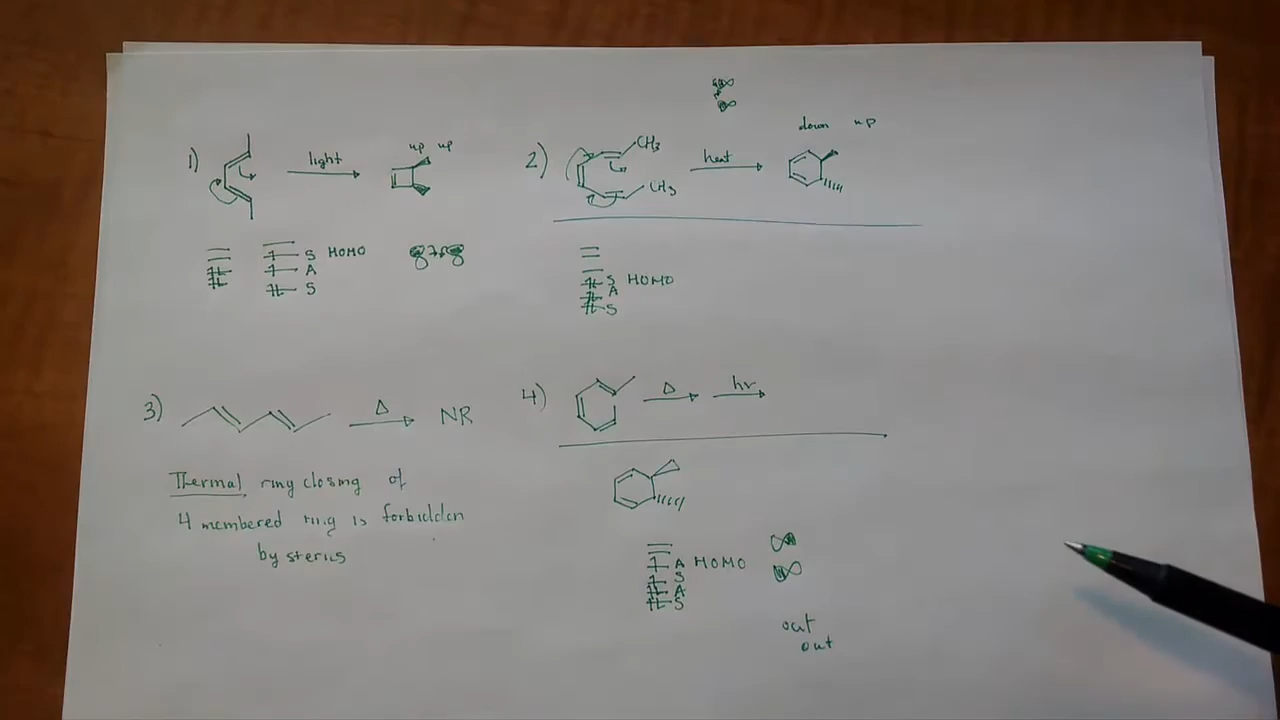 1)
light
up up
S HOMO
A
S
2)
CH3
CH3
heat
down up
S HOMO
A
S
3)
Δ
NR
Thermal ring closing of
4 membered ring is forbidden
by sterics
4)
Δ
hν
A HOMO
S
A
S
out
out